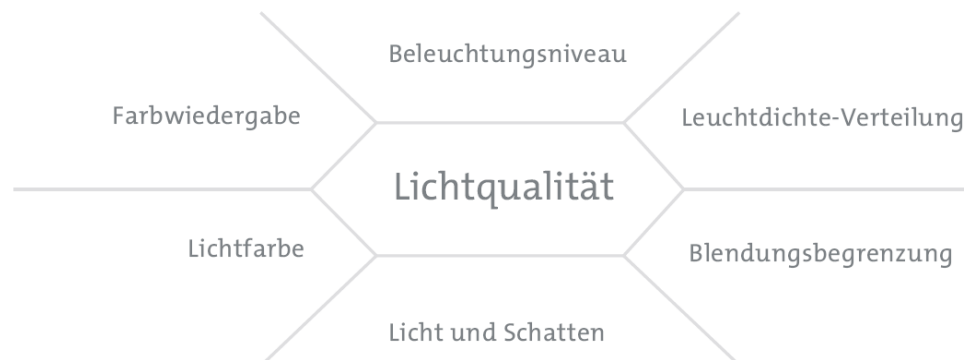 Beleuchtungsniveau
Farbwiedergabe
Leuchtdichte-Verteilung
Lichtqualität
Lichtfarbe
Blendungsbegrenzung
Licht und Schatten